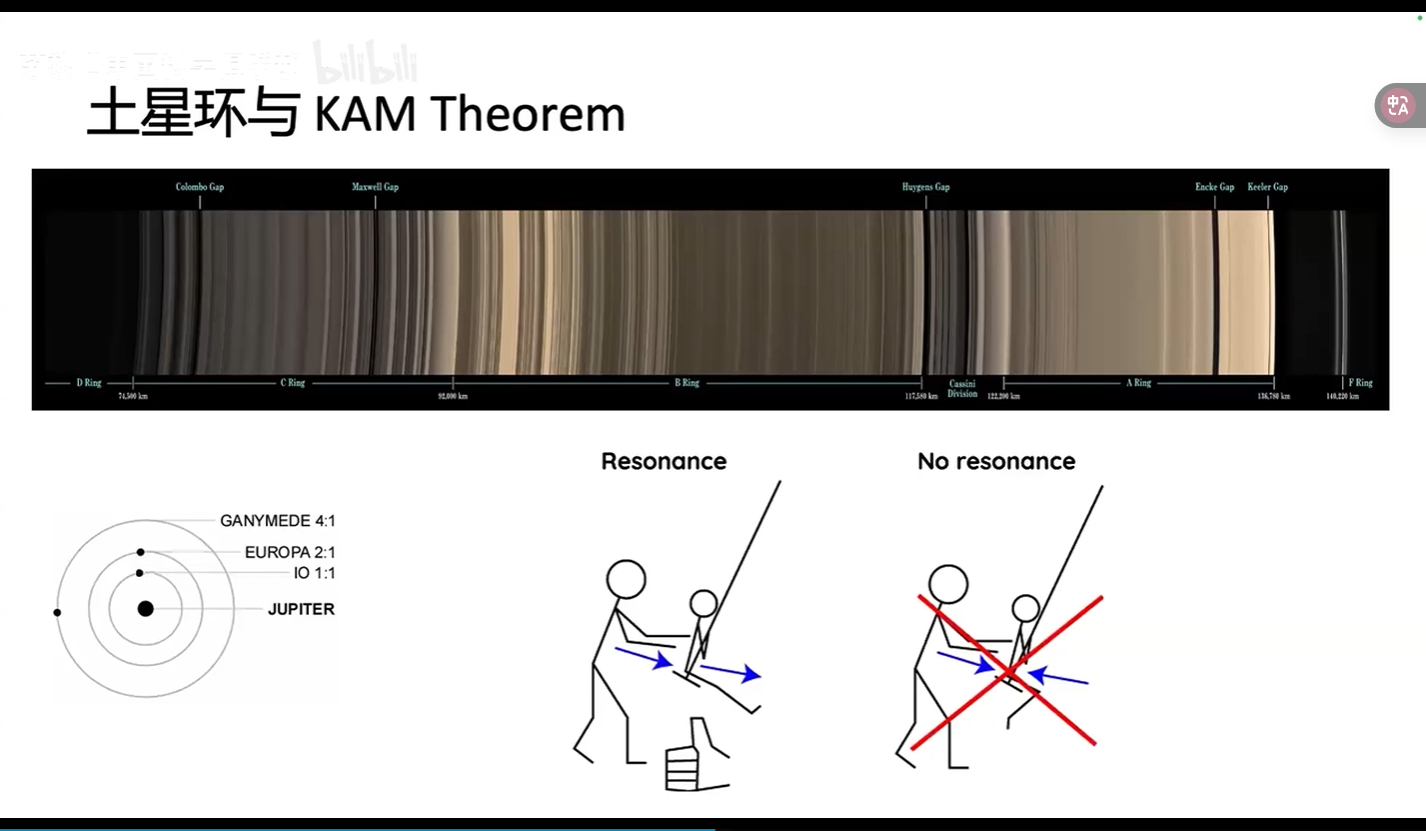 bilibili
土星环与 KAM Theorem
Colombo Gap
Maxwell Gap
Huygens Gap
Encke Gap
Keeler Gap
D Ring
C Ring
B Ring
Cassini
Division
A Ring
F Ring
74,500 km
92,000 km
117,580 km
122,200 km
136,780 km
140,220 km
Resonance
No resonance
GANYMEDE 4:1
EUROPA 2:1
IO 1:1
JUPITER
中
A